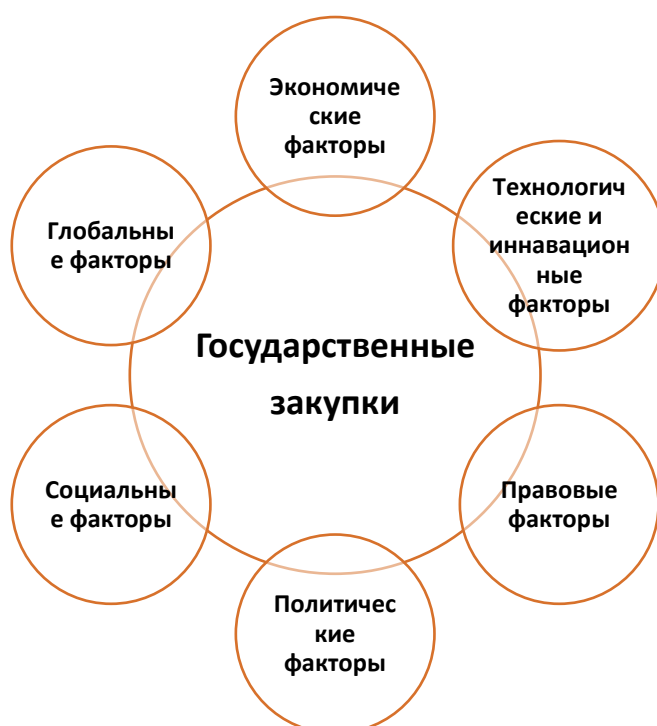 Экономиче
ские
факторы
Технологич
еские и
иннавацион
ные
факторы
Глобальны
е факторы
Государственные
закупки
Социальны
е факторы
Правовые
факторы
Политичес
кие
факторы